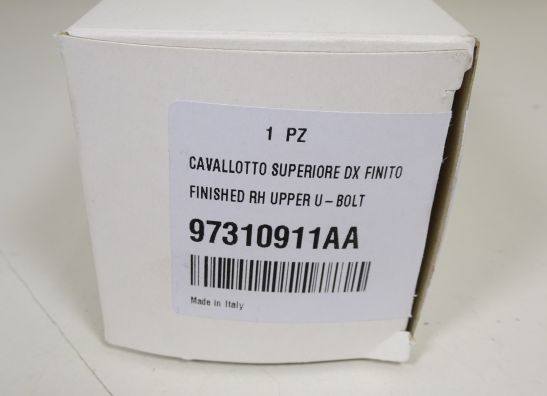 1 PZ
CAVALLOTTO SUPERIORE DX FINITO
FINISHED RH UPPER U-BOLT
97310911AA
Made in Italy